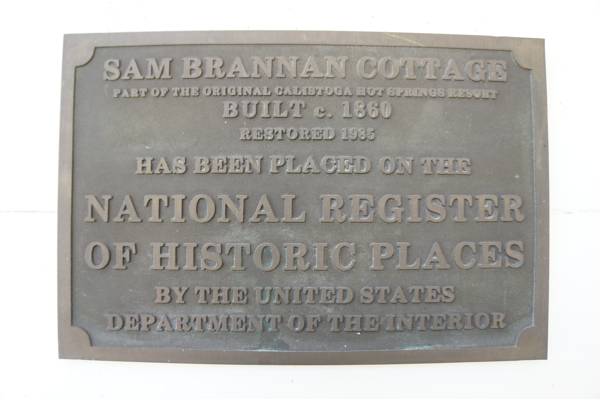 SAM BRANNAN COTTAGE
PART OF THE ORIGINAL CALISTOGA HOT SPRINGS RESORT
BUILT c. 1860
RESTORED 1985
HAS BEEN PLACED ON THE
NATIONAL REGISTER
OF HISTORIC PLACES
BY THE UNITED STATES
DEPARTMENT OF THE INTERIOR